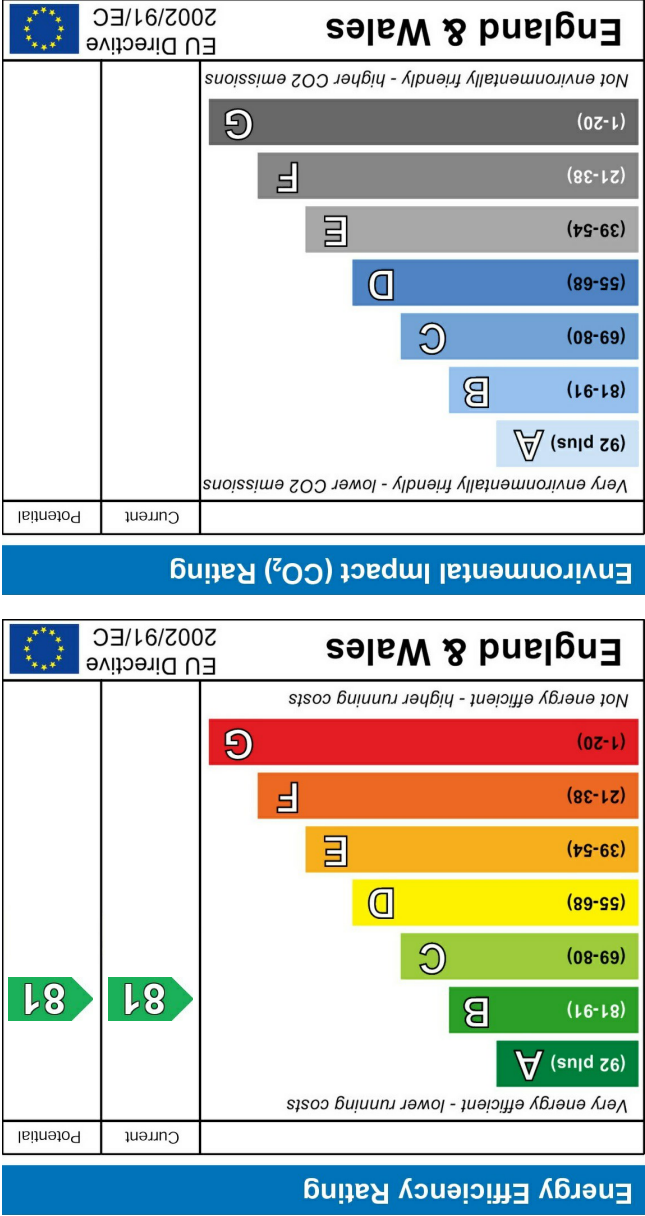 Energy Efficiency Rating
Current Potential
Very energy efficient - lower running costs
(92 plus) A
(81-91) B
81 81
(69-80) C
(55-68) D
(39-54) E
(21-38) F
(1-20) G
Not energy efficient - higher running costs
England & Wales
EU Directive
2002/91/EC
Environmental Impact (CO₂) Rating
Current Potential
Very environmentally friendly - lower CO2 emissions
(92 plus) A
(81-91) B
(69-80) C
(55-68) D
(39-54) E
(21-38) F
(1-20) G
Not environmentally friendly - higher CO2 emissions
England & Wales
EU Directive
2002/91/EC